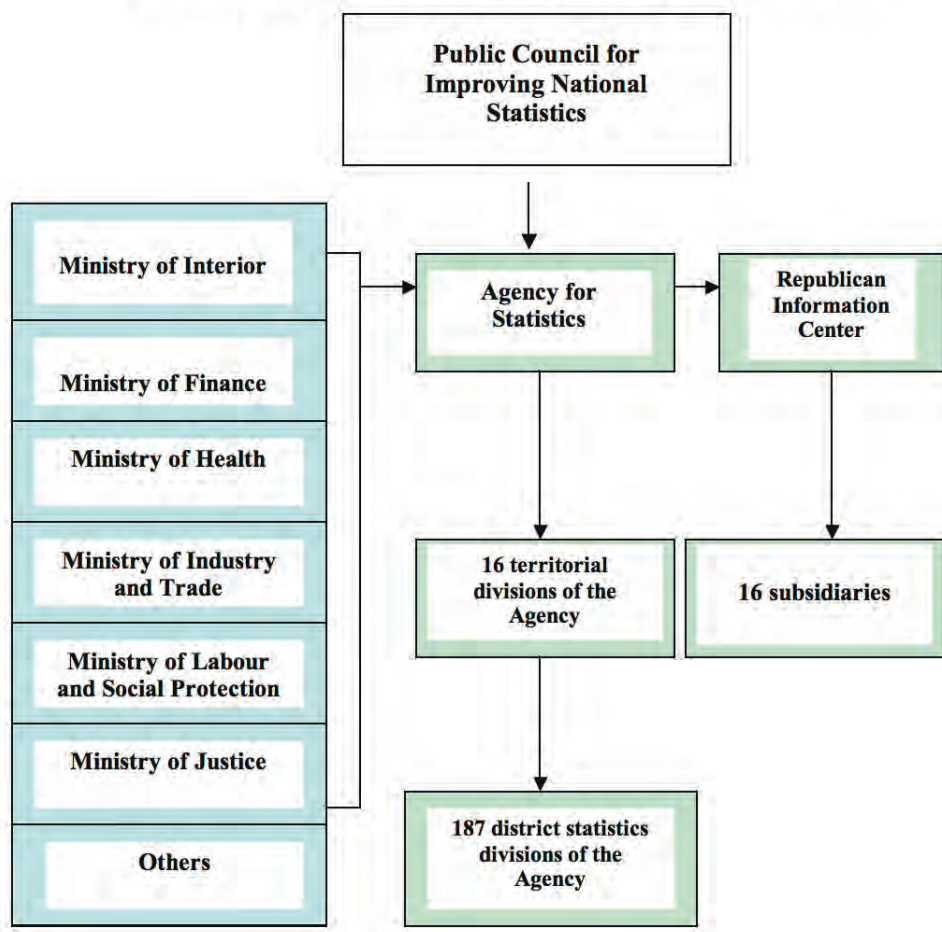 Public Council for
Improving National
Statistics
Ministry of Interior
Ministry of Finance
Ministry of Health
Ministry of Industry
and Trade
Ministry of Labour
and Social Protection
Ministry of Justice
Others
Agency for
Statistics
Republican
Information
Center
16 territorial
divisions of the
Agency
16 subsidiaries
187 district statistics
divisions of the
Agency